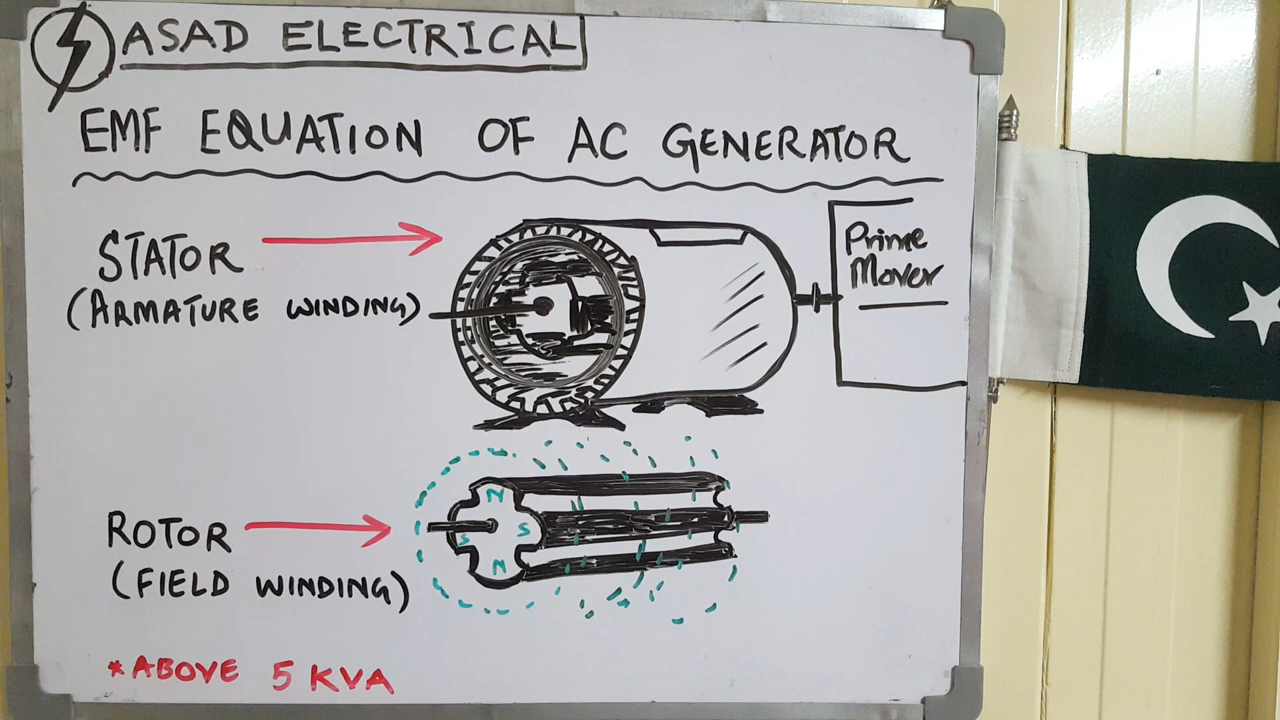 ASAD ELECTRICAL
EMF EQUATION OF AC GENERATOR
STATOR
(ARMATURE WINDING)
Prime
Mover
N
S
S
N
ROTOR
(FIELD WINDING)
*ABOVE 5 KVA